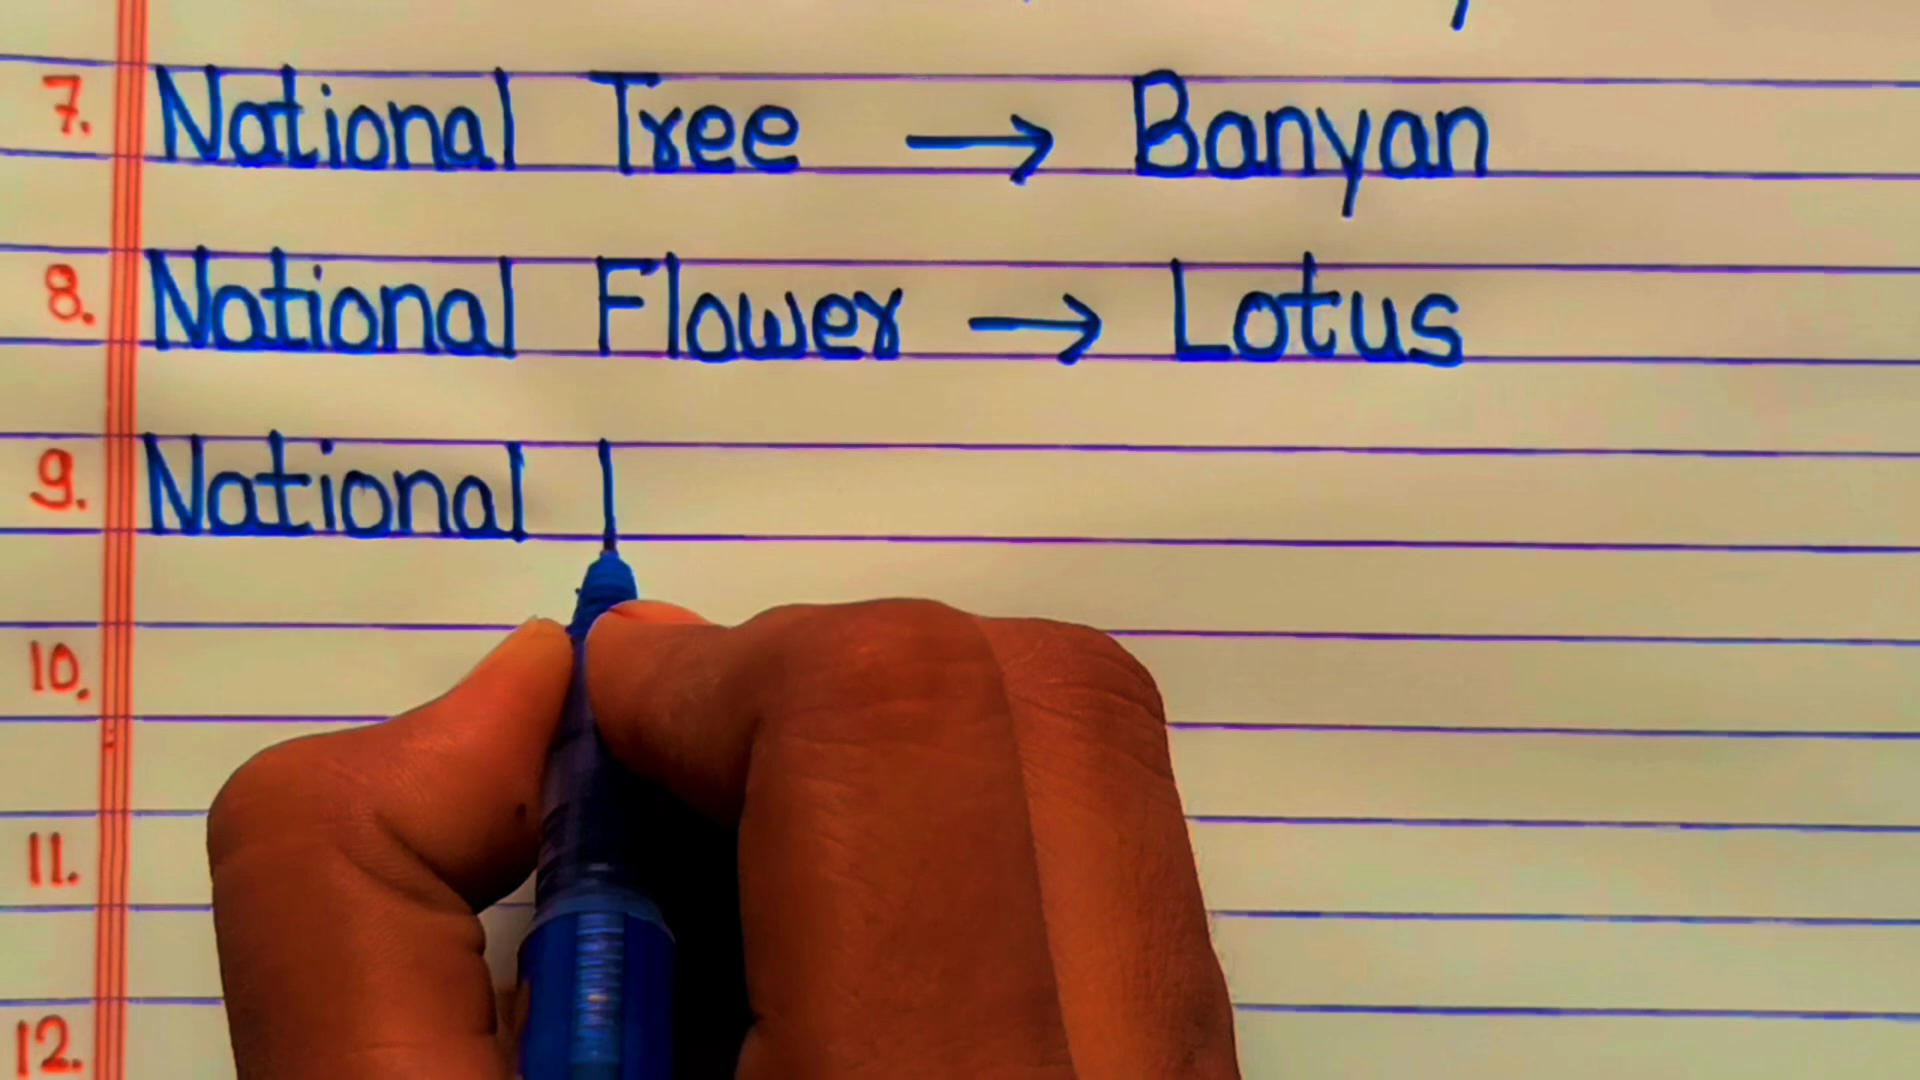 7. National Tree → Banyan
8. National Flower → Lotus
9. National
10.
11.
12.